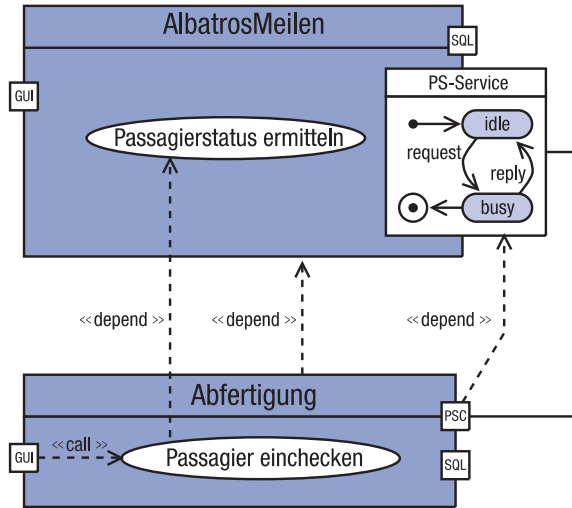 AlbatrosMeilen
SQL
GUI
PS-Service
idle
request
reply
busy
Passagierstatus ermitteln
<< depend >>
<< depend >>
<< depend >>
Abfertigung
PSC
<< call >>
GUI
Passagier einchecken
SQL